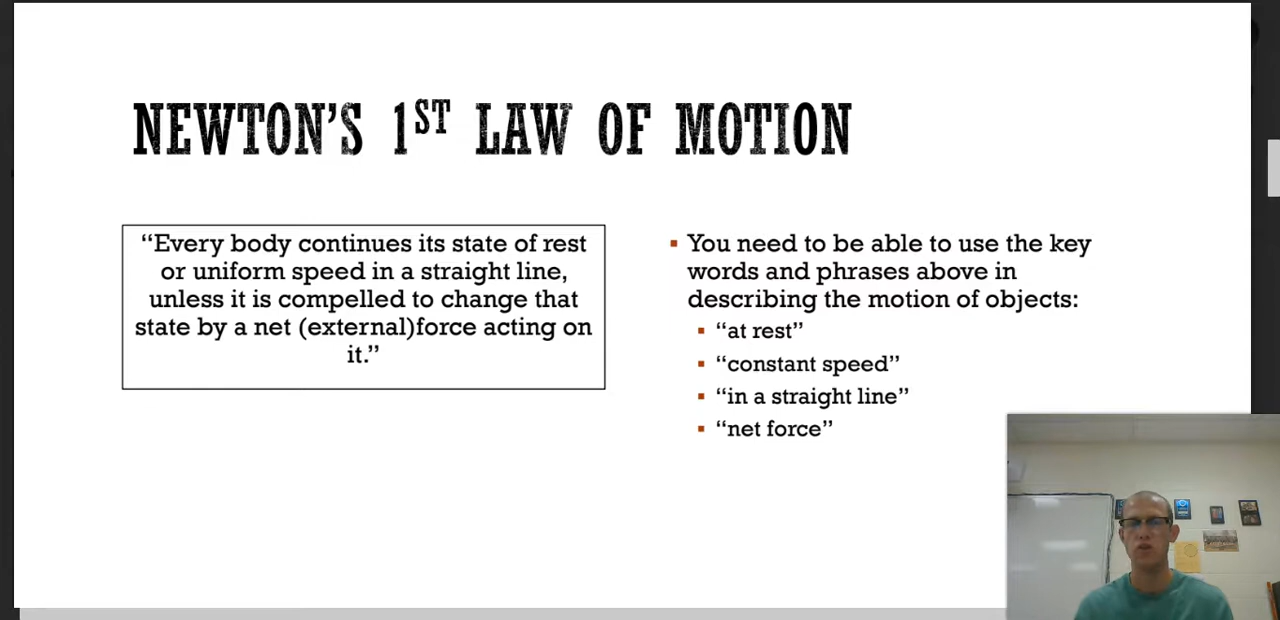 NEWTON'S 1ST LAW OF MOTION
“Every body continues its state of rest
or uniform speed in a straight line,
unless it is compelled to change that
state by a net (external)force acting on
it.”
▪ You need to be able to use the key
words and phrases above in
describing the motion of objects:
▪ “at rest”
▪ “constant speed”
▪ “in a straight line”
▪ “net force”